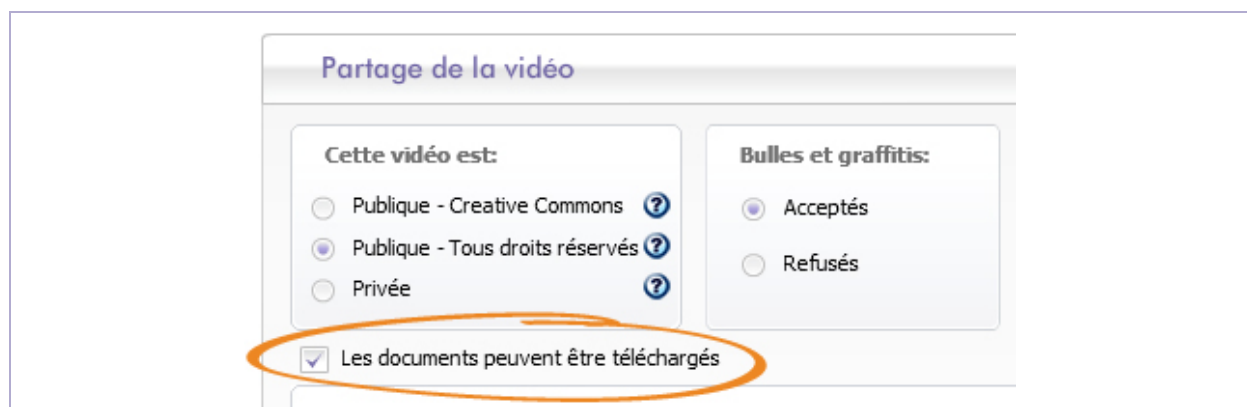 Partage de la vidéo
Cette vidéo est:
Publique - Creative Commons
Publique - Tous droits réservés
Privée
Bulles et graffitis:
Acceptés
Refusés
Les documents peuvent être téléchargés